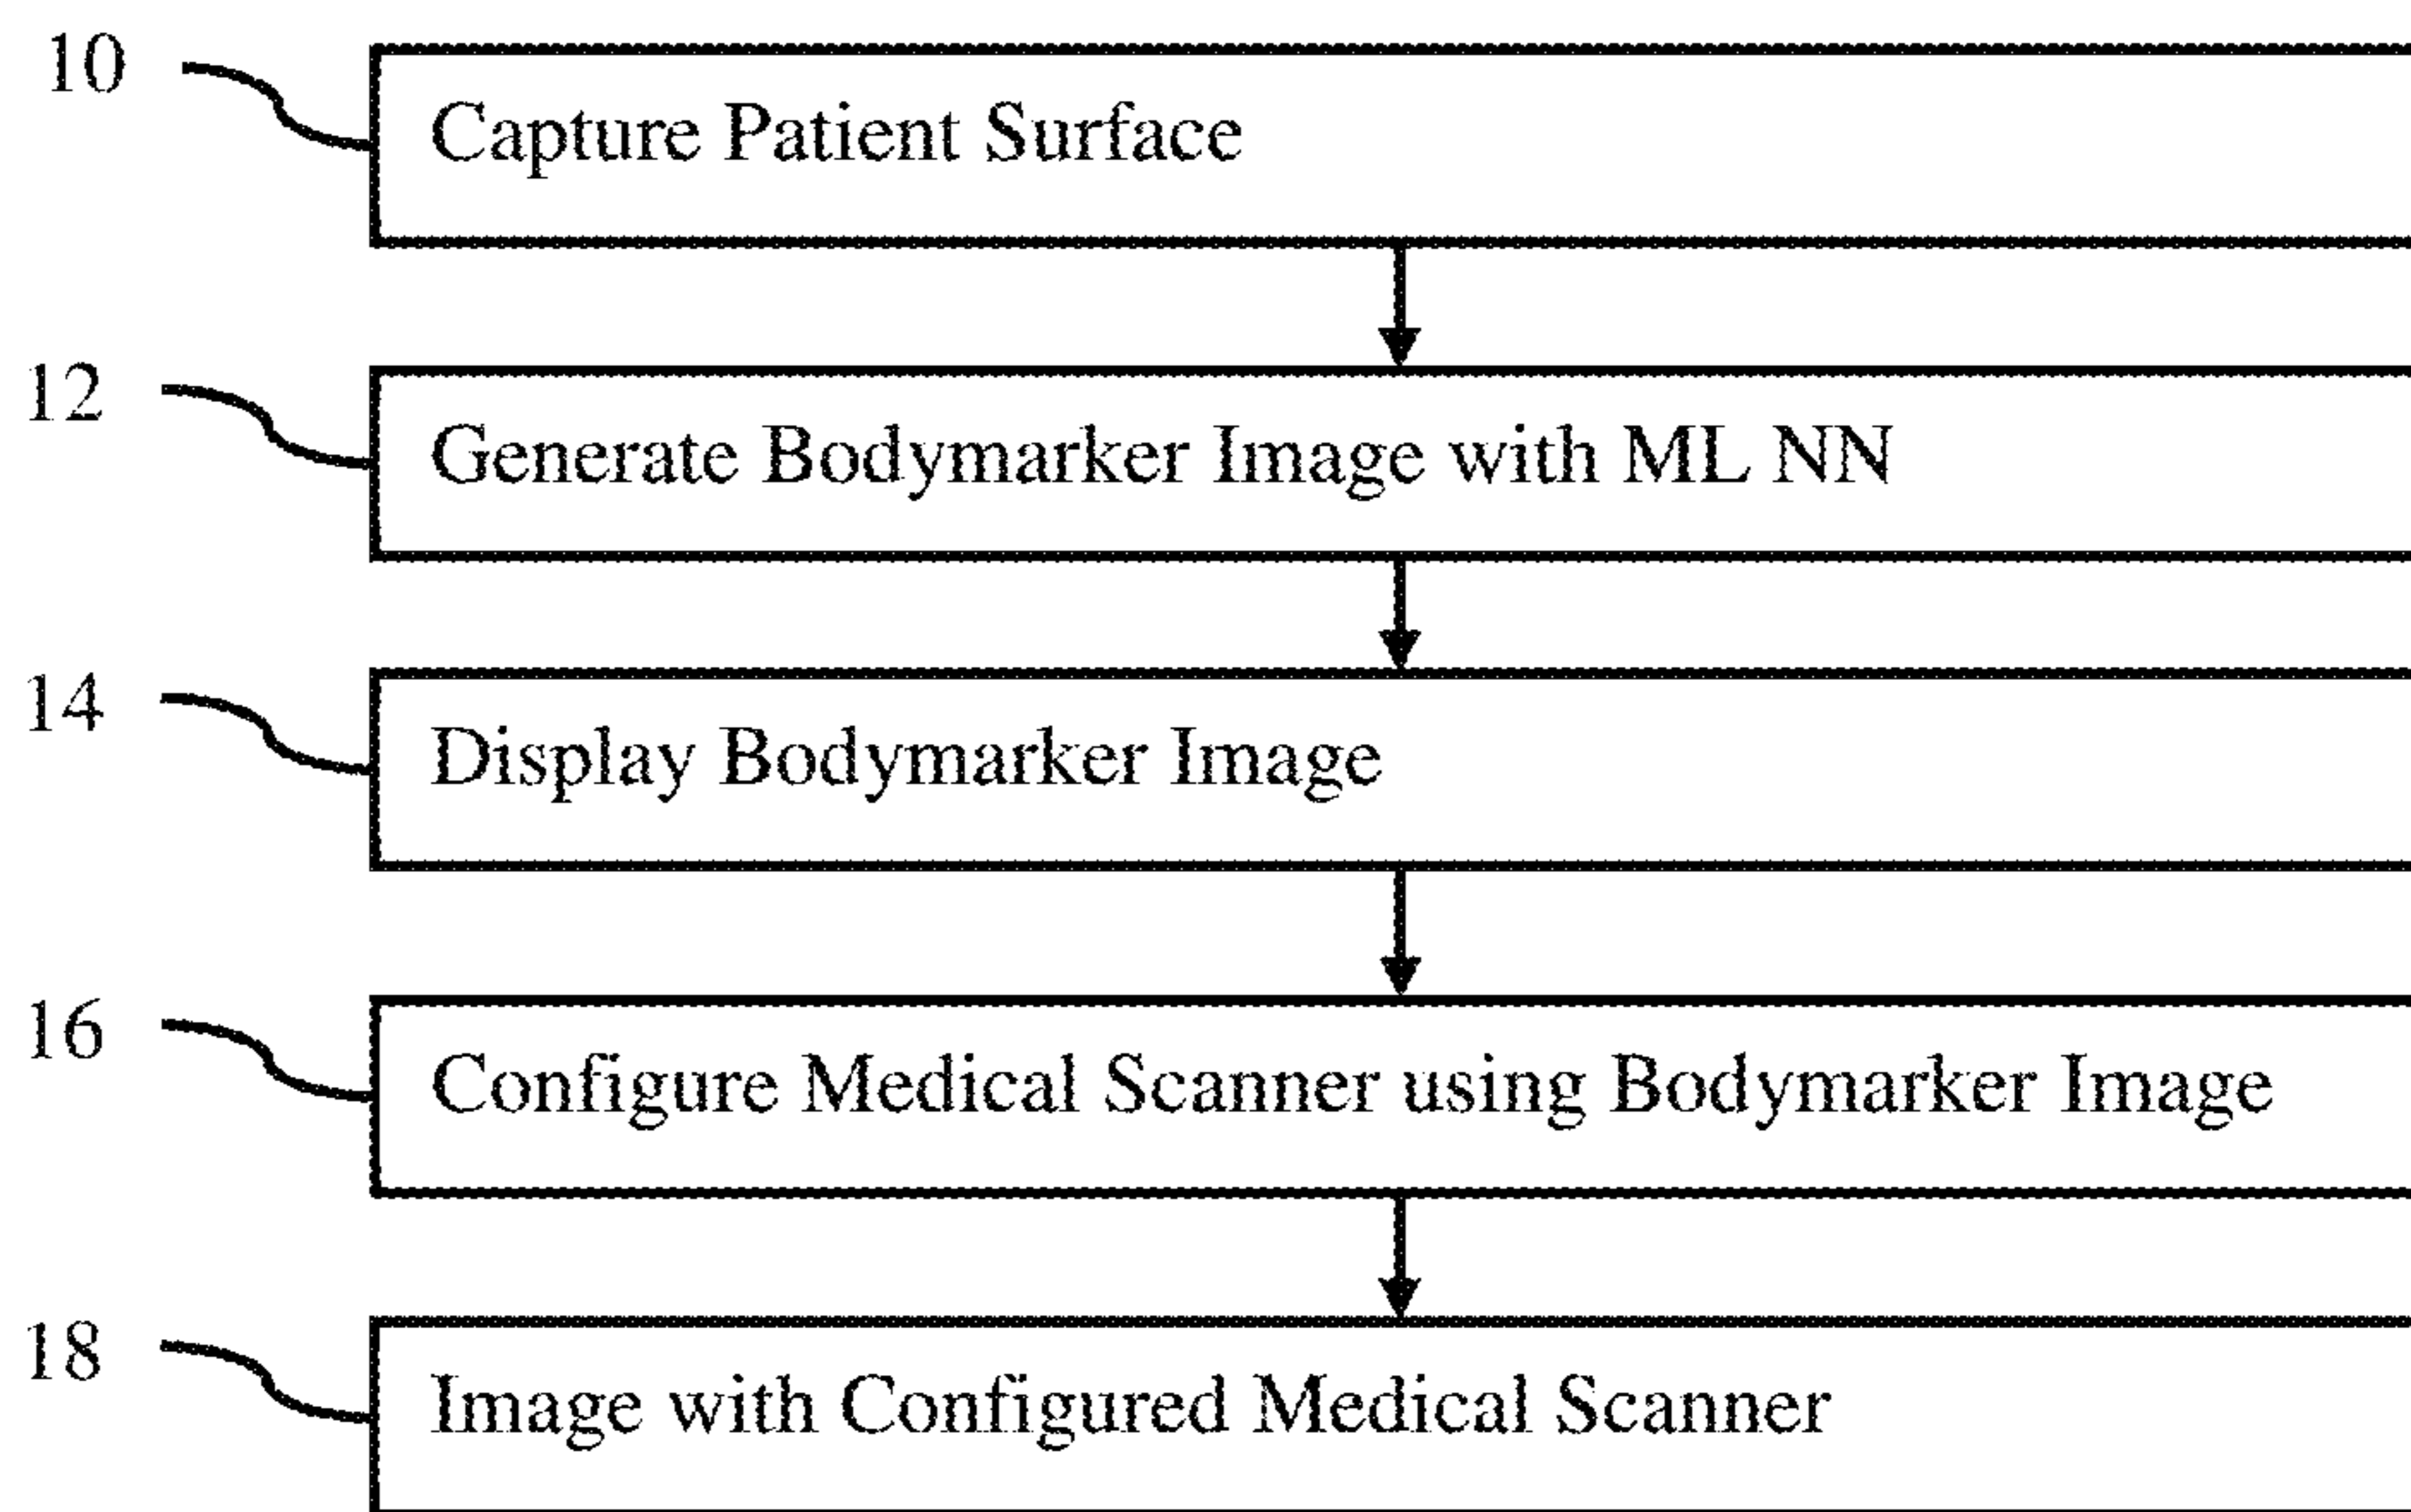 10
Capture Patient Surface
12
Generate Bodymarker Image with ML NN
14
Display Bodymarker Image
16
Configure Medical Scanner using Bodymarker Image
18
Image with Configured Medical Scanner